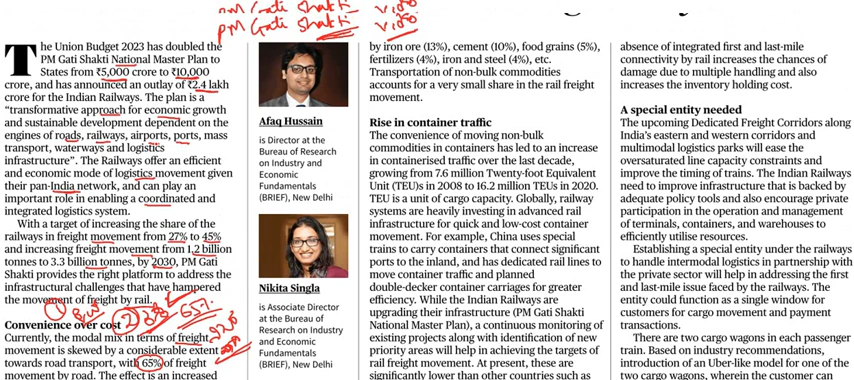 PM Gati Shakti
PM Gati Shakti
The Union Budget 2023 has doubled the
PM Gati Shakti National Master Plan to
States from ₹5,000 crore to ₹10,000
crore, and has announced an outlay of ₹2.4 lakh
crore for the Indian Railways. The plan is a
“transformative approach for economic growth
and sustainable development dependent on the
engines of roads, railways, airports, ports, mass
transport, waterways and logistics
infrastructure”. The Railways offer an efficient
and economic mode of logistics movement given
their pan-India network, and can play an
important role in enabling a coordinated and
integrated logistics system.
With a target of increasing the share of the
railways in freight movement from 27% to 45%
and increasing freight movement from 1.2 billion
tonnes to 3.3 billion tonnes, by 2030, PM Gati
Shakti provides the right platform to address the
infrastructural challenges that have hampered
the movement of freight by rail.
1
2
65%
Convenience over cost
Currently, the modal mix in terms of freight
movement is skewed by a considerable extent
towards road transport, with 65% of freight
movement by road. The effect is an increased
Afaq Hussain
is Director at the
Bureau of Research
on Industry and
Economic
Fundamentals
(BRIEF), New Delhi
Nikita Singla
is Associate Director
at the Bureau of
Research on Industry
and Economic
Fundamentals
(BRIEF), New Delhi
by iron ore (13%), cement (10%), food grains (5%),
fertilizers (4%), iron and steel (4%), etc.
Transportation of non-bulk commodities
accounts for a very small share in the rail freight
movement.
Rise in container traffic
The convenience of moving non-bulk
commodities in containers has led to an increase
in containerised traffic over the last decade,
growing from 7.6 million Twenty-foot Equivalent
Unit (TEU)s in 2008 to 16.2 million TEUs in 2020.
TEU is a unit of cargo capacity. Globally, railway
systems are heavily investing in advanced rail
infrastructure for quick and low-cost container
movement. For example, China uses special
trains to carry containers that connect significant
ports to the inland, and has dedicated rail lines to
move container traffic and planned
double-decker container carriages for greater
efficiency. While the Indian Railways are
upgrading their infrastructure (PM Gati Shakti
National Master Plan), a continuous monitoring of
existing projects along with identification of new
priority areas will help in achieving the targets of
rail freight movement. At present, these are
significantly lower than other countries such as
absence of integrated first and last-mile
connectivity by rail increases the chances of
damage due to multiple handling and also
increases the inventory holding cost.
A special entity needed
The upcoming Dedicated Freight Corridors along
India’s eastern and western corridors and
multimodal logistics parks will ease the
oversaturated line capacity constraints and
improve the timing of trains. The Indian Railways
need to improve infrastructure that is backed by
adequate policy tools and also encourage private
participation in the operation and management
of terminals, containers, and warehouses to
efficiently utilise resources.
Establishing a special entity under the railways
to handle intermodal logistics in partnership with
the private sector will help in addressing the first
and last-mile issue faced by the railways. The
entity could function as a single window for
customers for cargo movement and payment
transactions.
There are two cargo wagons in each passenger
train. Based on industry recommendations,
introduction of an Uber-like model for one of the
two cargo wagons, wherein the customer can